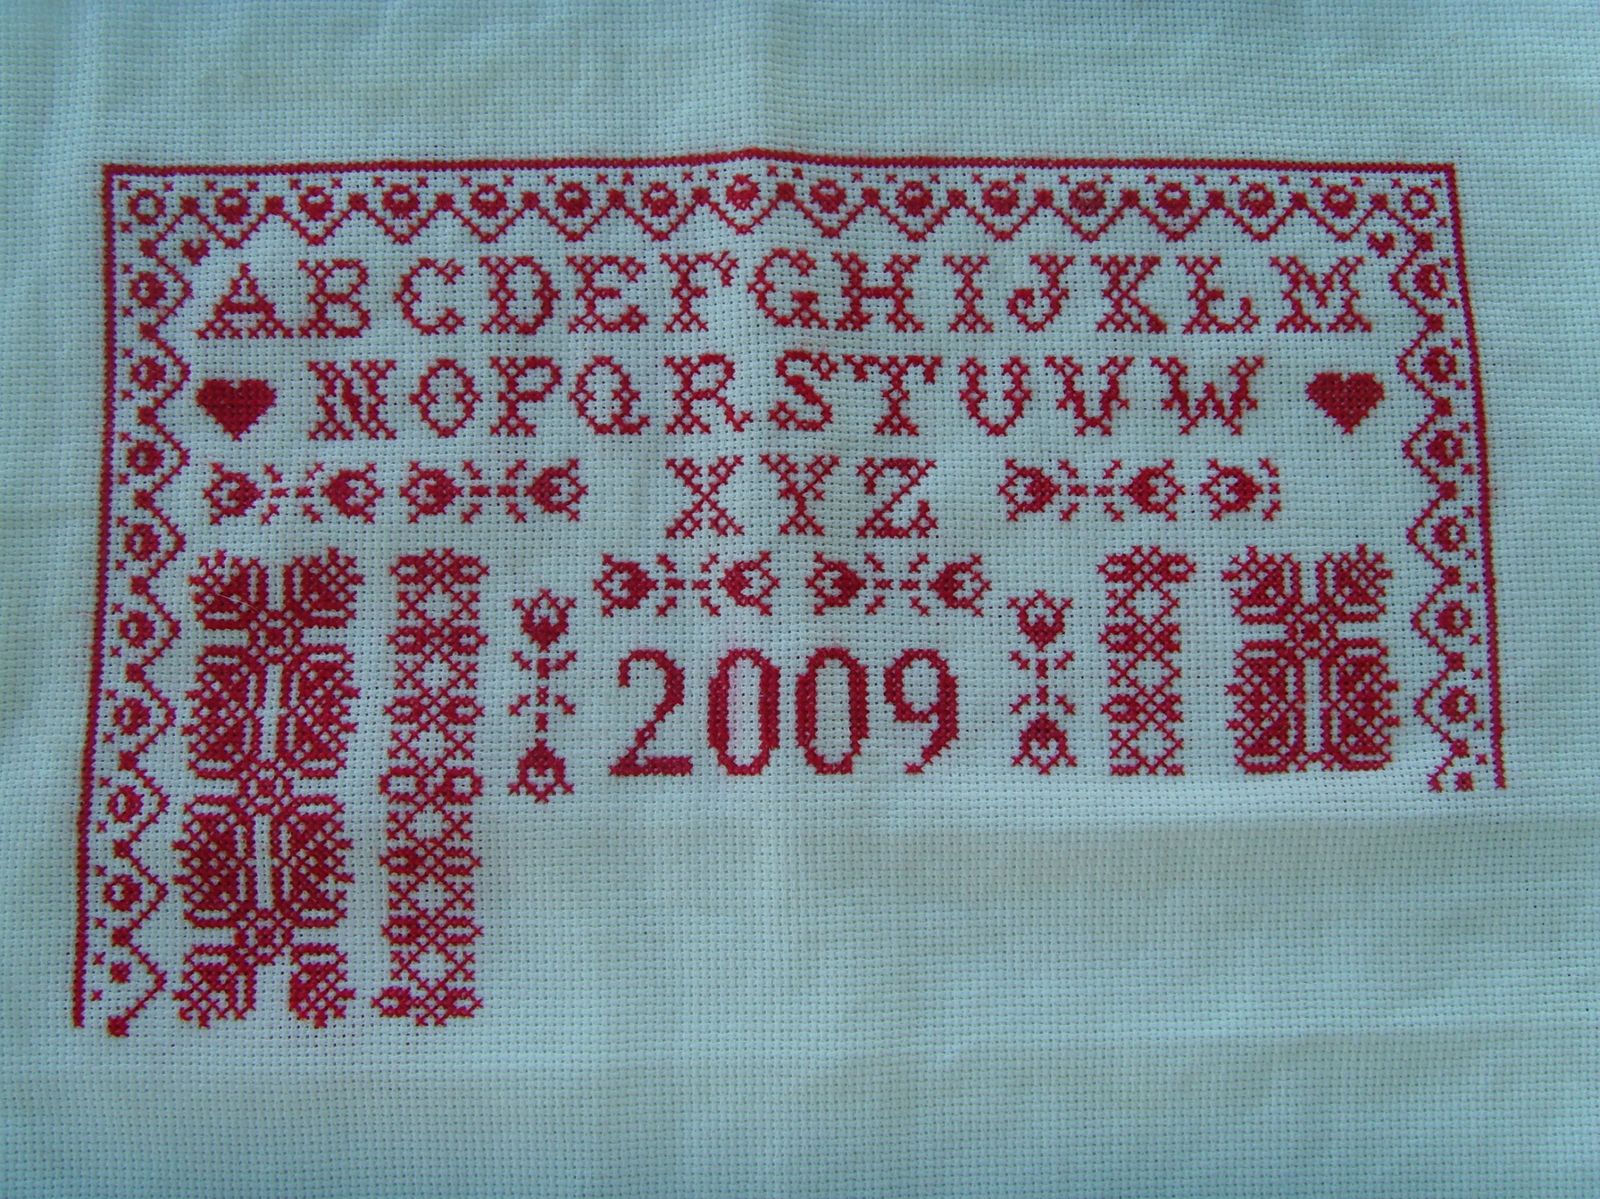 ABCDEFGHIJKLM
NOPQRSTUVW
XYZ
2009